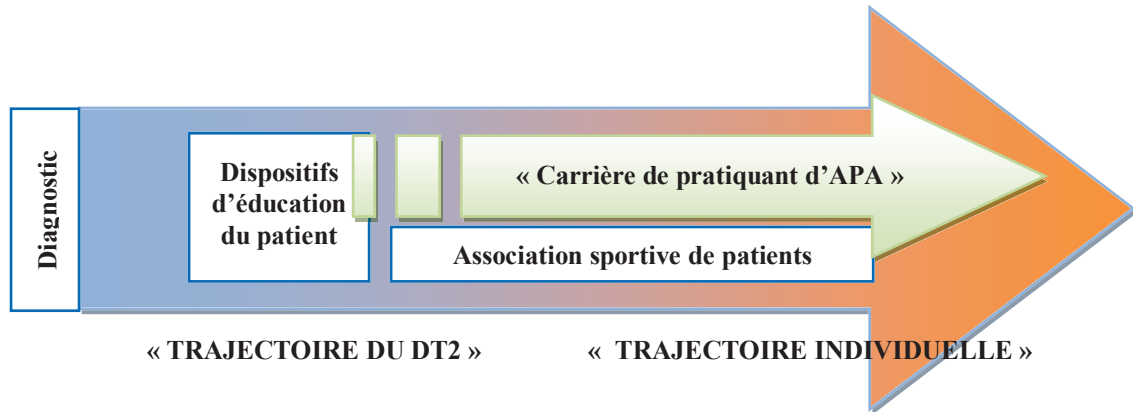 Diagnostic
Dispositifs
d’éducation
du patient
« Carrière de pratiquant d’APA »
Association sportive de patients
« TRAJECTOIRE DU DT2 »
« TRAJECTOIRE INDIVIDUELLE »